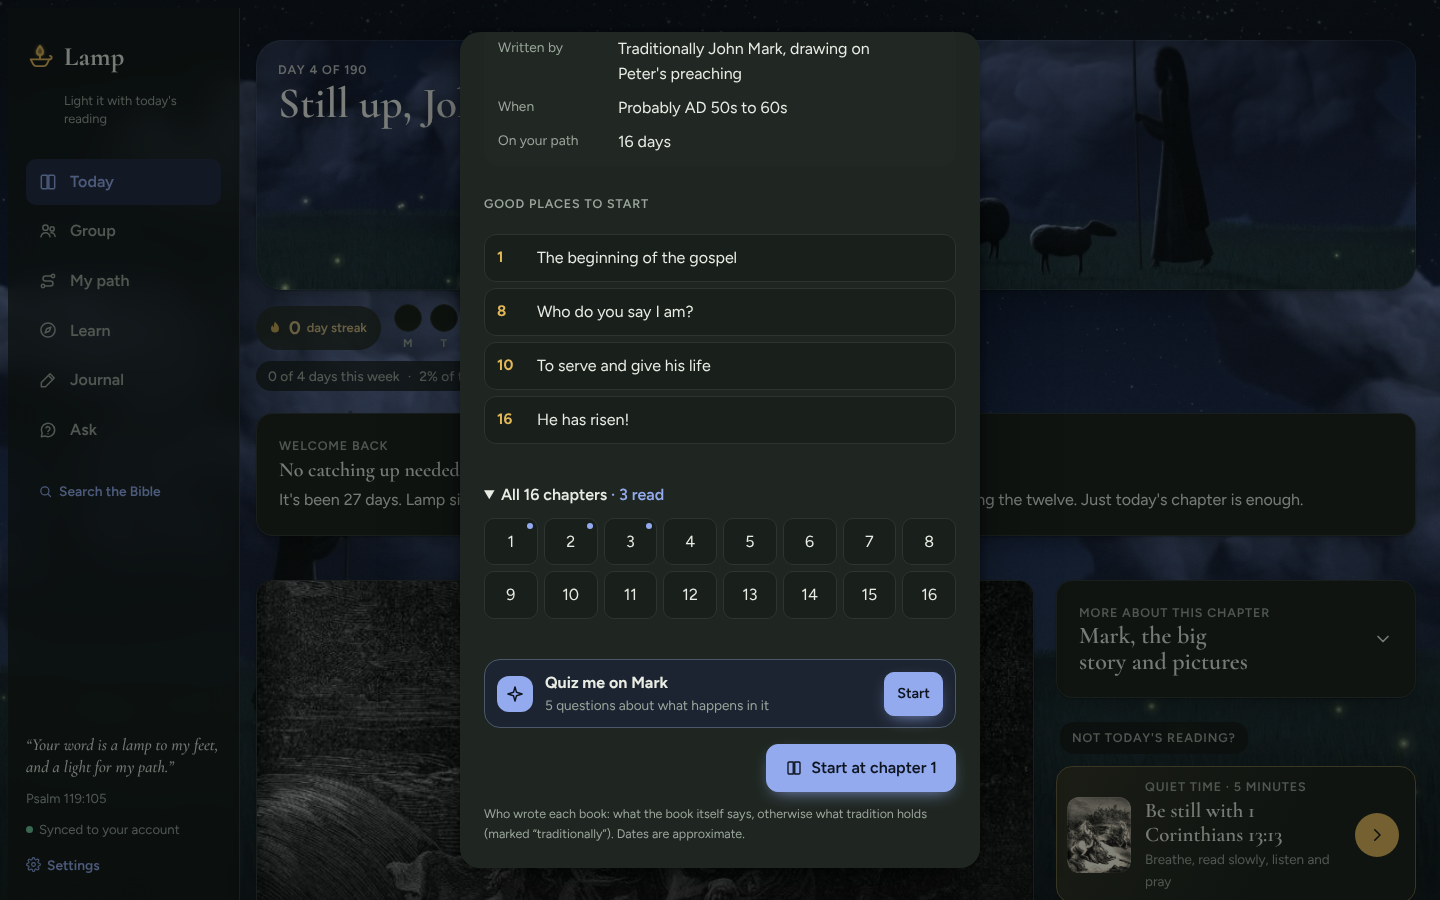 Lamp
Light it with today's
reading
Today
Group
My path
Learn
Journal
Ask
Search the Bible
“Your word is a lamp to my feet,
and a light for my path.”
Psalm 119:105
Synced to your account
Settings
DAY 4 OF 190
Still up,
0 day streak
M T
0 of 4 days this week · 2% of
WELCOME BACK
No catching up needed
It's been 27 days. Lamp
the twelve. Just today's chapter is enough.
Written by
Traditionally John Mark, drawing on
Peter's preaching
When
Probably AD 50s to 60s
On your path
16 days
GOOD PLACES TO START
1 The beginning of the gospel
8 Who do you say I am?
10 To serve and give his life
16 He has risen!
▼ All 16 chapters · 3 read
1 2 3 4 5 6 7 8
9 10 11 12 13 14 15 16
Quiz me on Mark
5 questions about what happens in it
Start
Start at chapter 1
Who wrote each book: what the book itself says, otherwise what tradition holds
(marked “traditionally”). Dates are approximate.
MORE ABOUT THIS CHAPTER
Mark, the big
story and pictures
NOT TODAY'S READING?
QUIET TIME · 5 MINUTES
Be still with 1
Corinthians 13:13
Breathe, read slowly, listen and
pray